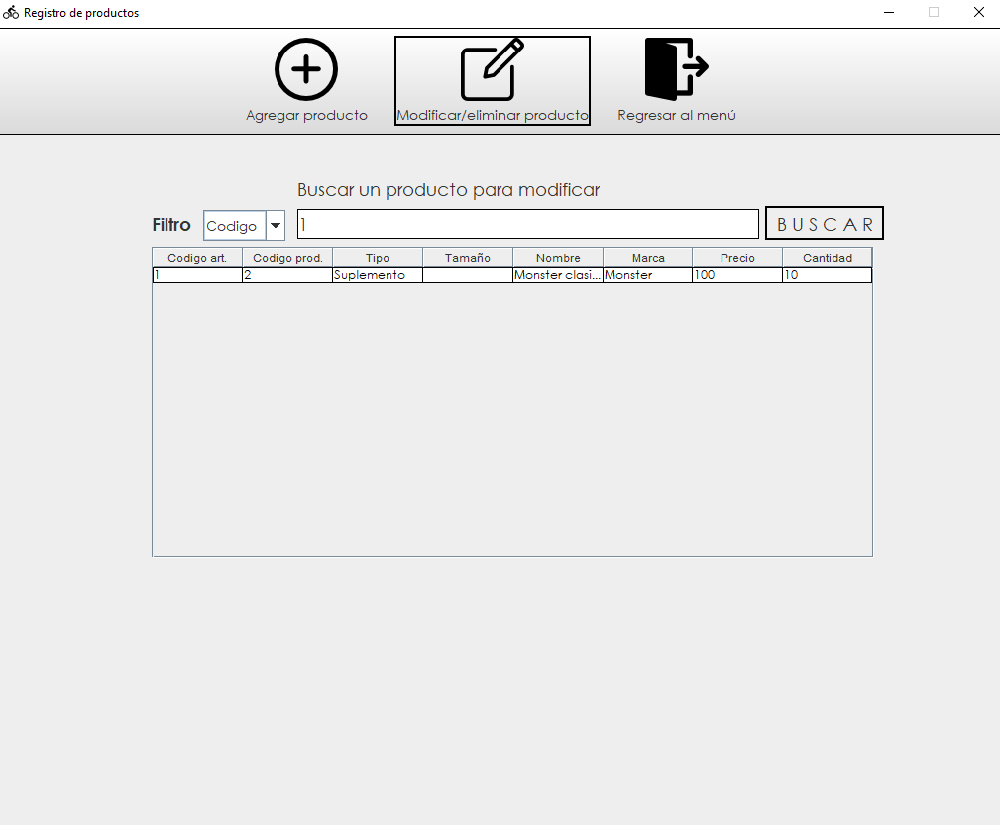 Registro de productos
Agregar producto Modificar/eliminar producto Regresar al menú
Buscar un producto para modificar
Filtro Codigo 1 BUSCAR
Codigo art. Codigo prod. Tipo Tamaño Nombre Marca Precio Cantidad
1 2 Suplemento Monster clasi... Monster 100 10